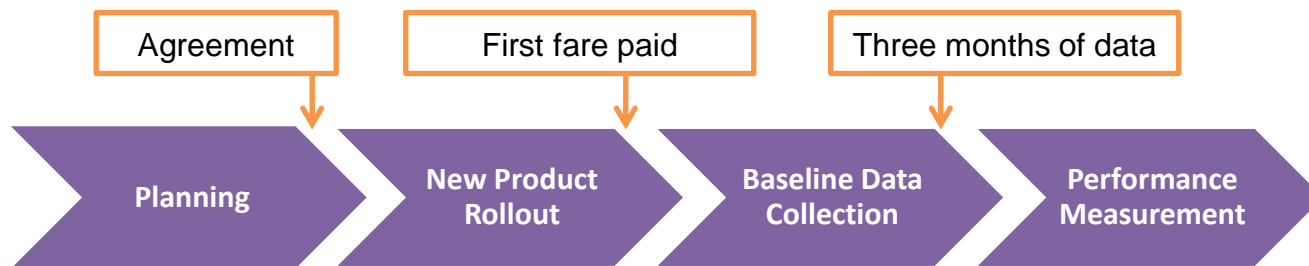 Agreement
First fare paid
Three months of data
Planning
New Product
Rollout
Baseline Data
Collection
Performance
Measurement